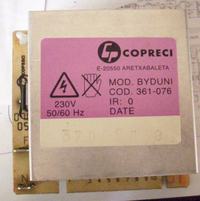 COPRECI
E-20550 ARETXABALETA
MOD. BYDUNI
COD. 361-076
IR: 0
DATE
230V
50/60 Hz